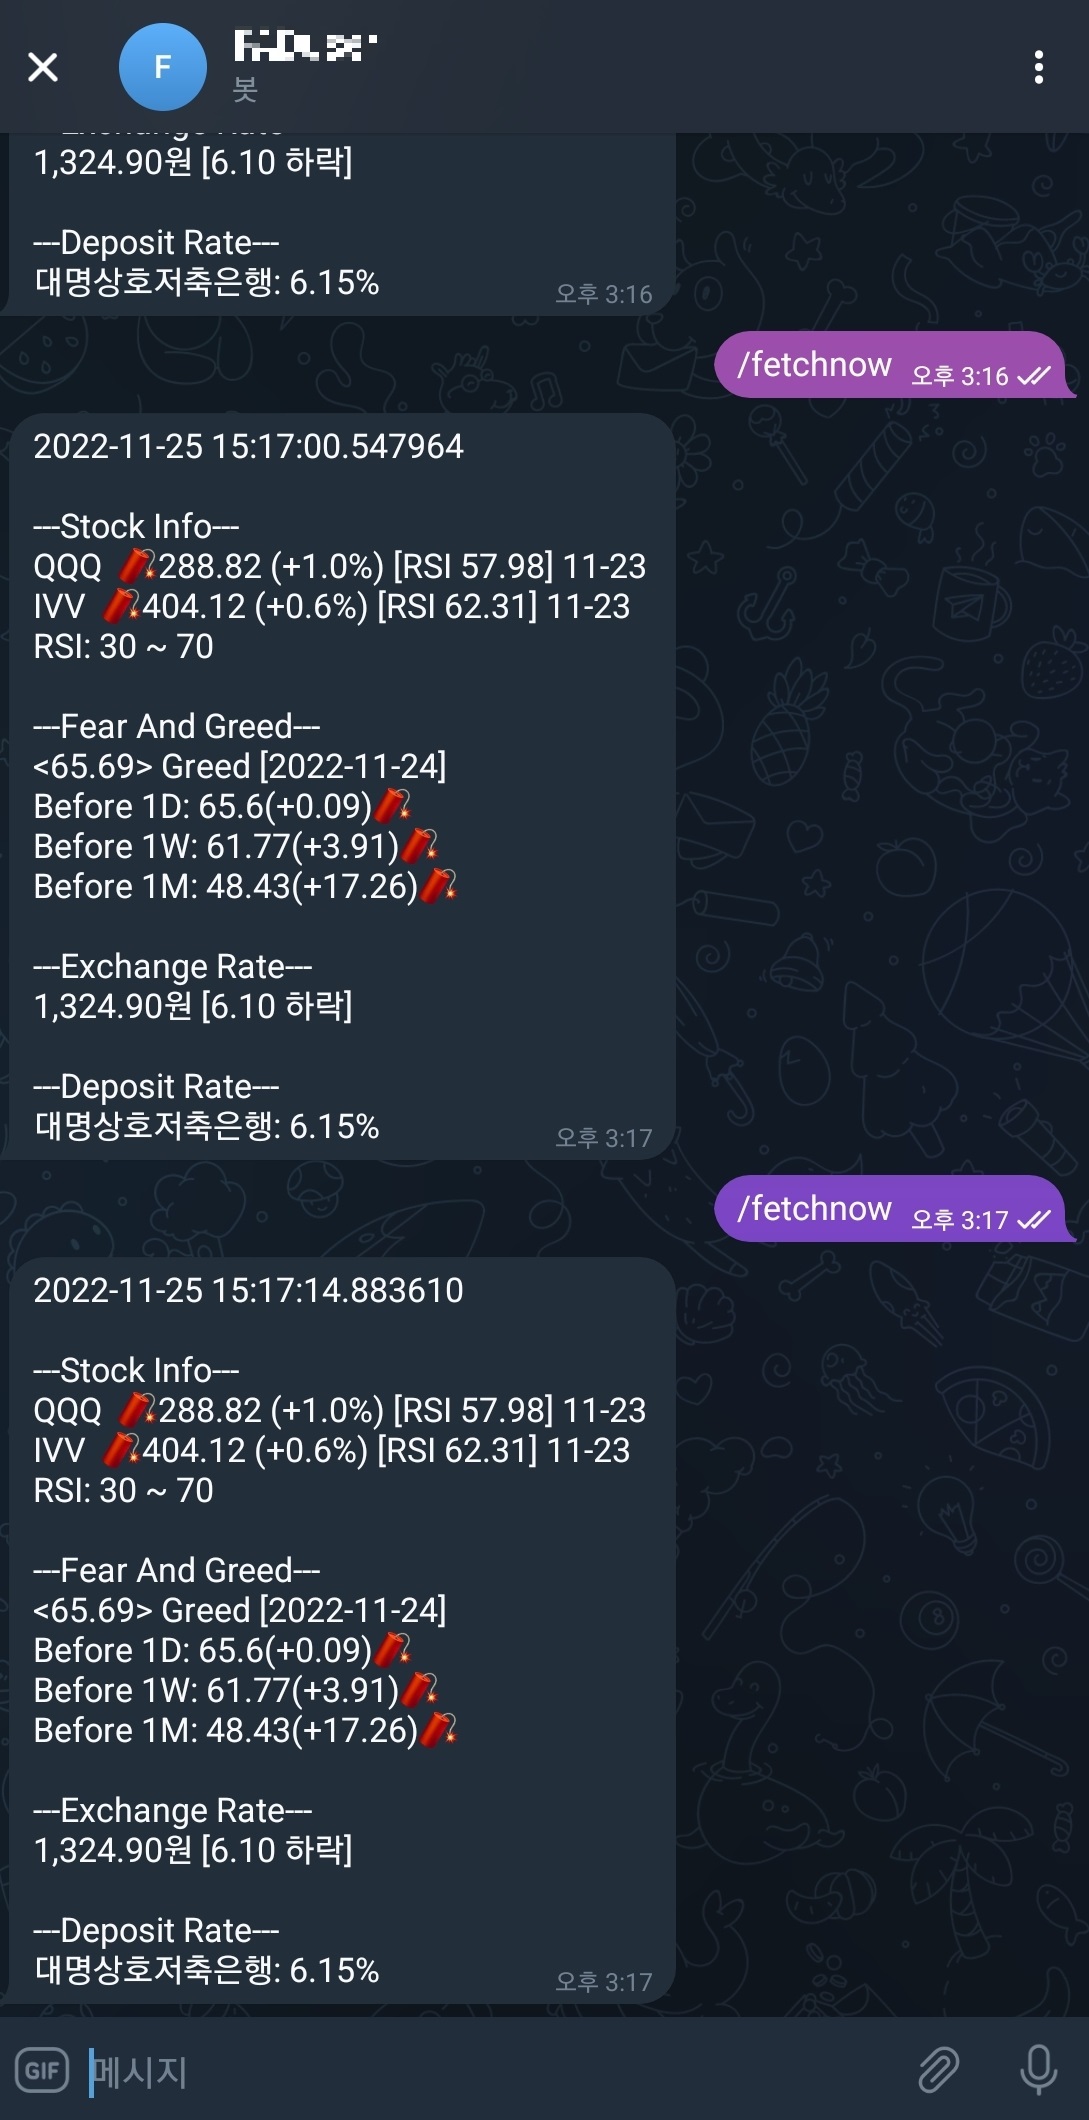 F
봇
1,324.90원 [6.10 하락]
---Deposit Rate---
대명상호저축은행: 6.15%
오후 3:16
/fetchnow 오후 3:16
2022-11-25 15:17:00.547964
---Stock Info---
QQQ 🧨288.82 (+1.0%) [RSI 57.98] 11-23
IVV 🧨404.12 (+0.6%) [RSI 62.31] 11-23
RSI: 30 ~ 70
---Fear And Greed---
<65.69> Greed [2022-11-24]
Before 1D: 65.6(+0.09)🧨
Before 1W: 61.77(+3.91)🧨
Before 1M: 48.43(+17.26)🧨
---Exchange Rate---
1,324.90원 [6.10 하락]
---Deposit Rate---
대명상호저축은행: 6.15%
오후 3:17
/fetchnow 오후 3:17
2022-11-25 15:17:14.883610
---Stock Info---
QQQ 🧨288.82 (+1.0%) [RSI 57.98] 11-23
IVV 🧨404.12 (+0.6%) [RSI 62.31] 11-23
RSI: 30 ~ 70
---Fear And Greed---
<65.69> Greed [2022-11-24]
Before 1D: 65.6(+0.09)🧨
Before 1W: 61.77(+3.91)🧨
Before 1M: 48.43(+17.26)🧨
---Exchange Rate---
1,324.90원 [6.10 하락]
---Deposit Rate---
대명상호저축은행: 6.15%
오후 3:17
GIF 메시지